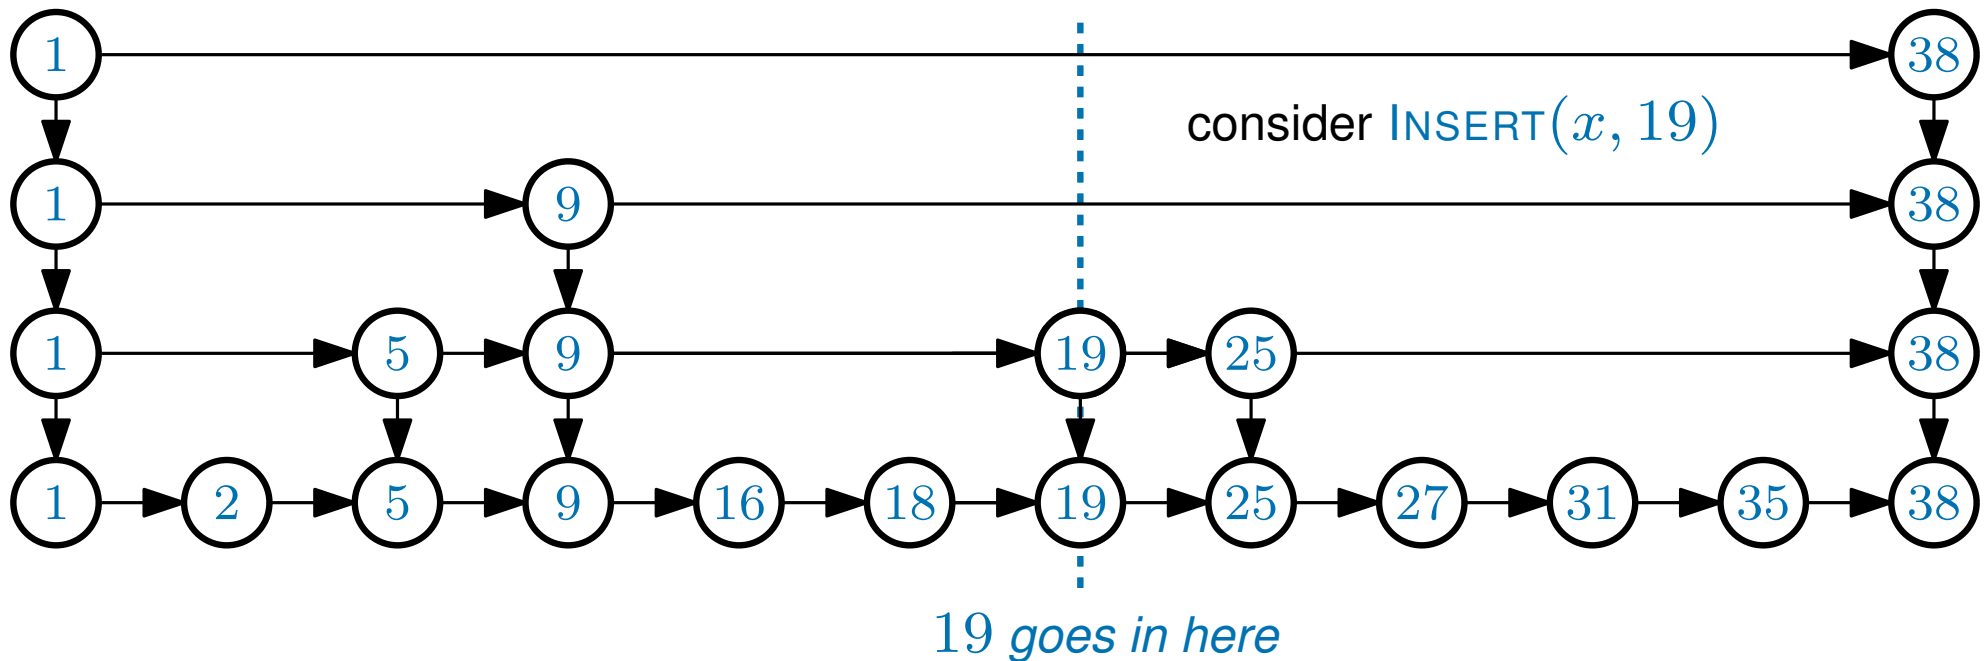 1 38
consider INSERT(x, 19)
1 9 38
1 5 9 19 25 38
1 2 5 9 16 18 19 25 27 31 35 38
19 goes in here